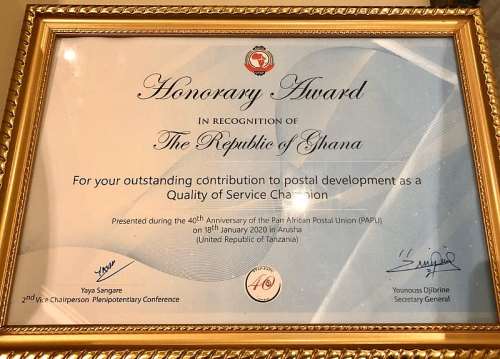 Honorary Award
IN RECOGNITION OF
The Republic of Ghana
For your outstanding contribution to postal development as a
Quality of Service Champion
Presented during the 40th Anniversary of the Pan African Postal Union (PAPU)
on 18th January 2020 in Arusha
(United Republic of Tanzania)
Yaya Sangare
2nd Vice Chairperson Plenipotentiary Conference
40
Younouss Djibrine
Secretary General